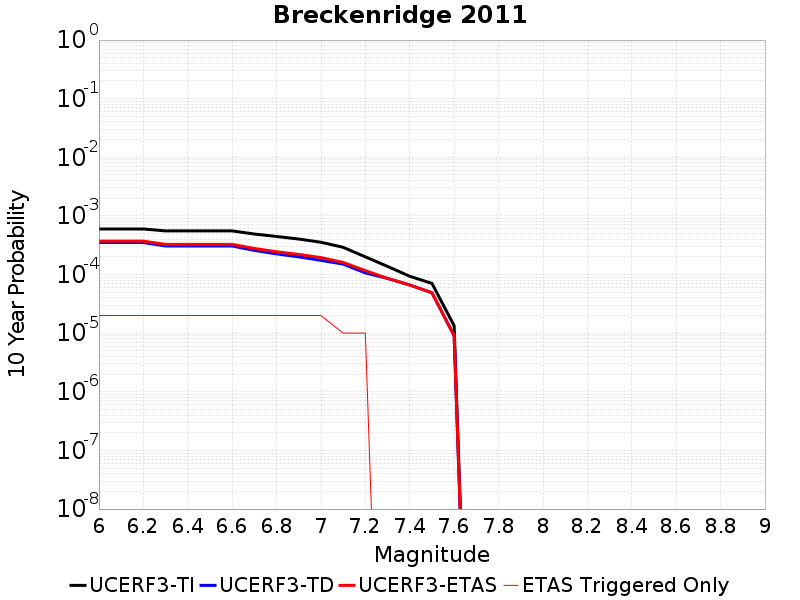 Breckenridge 2011
10 Year Probability
10^0
10^-1
10^-2
10^-3
10^-4
10^-5
10^-6
10^-7
10^-8
6 6.2 6.4 6.6 6.8 7 7.2 7.4 7.6 7.8 8 8.2 8.4 8.6 8.8 9
Magnitude
UCERF3-TI UCERF3-TD UCERF3-ETAS ETAS Triggered Only